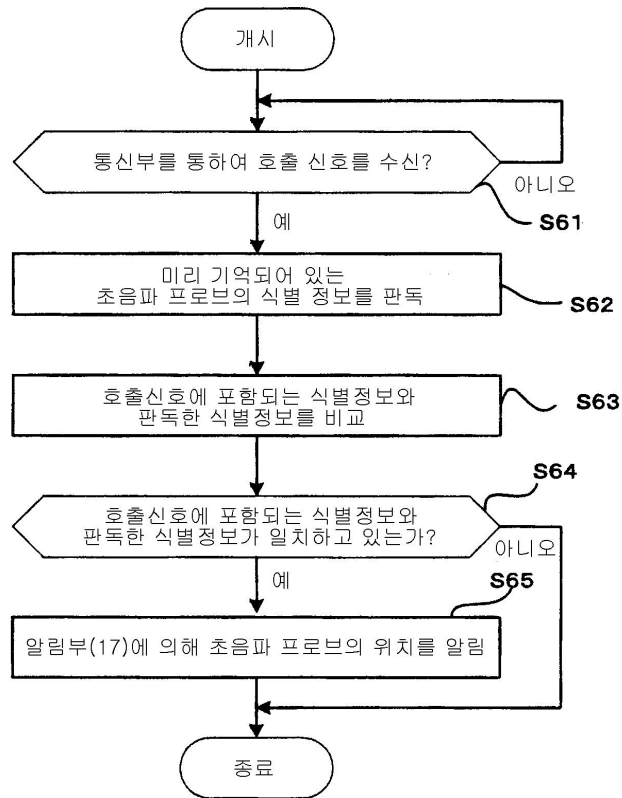 개시
통신부를 통하여 호출 신호를 수신?
아니오
S61
예
미리 기억되어 있는
초음파 프로브의 식별 정보를 판독
S62
호출신호에 포함되는 식별정보와
판독한 식별정보를 비교
S63
S64
호출신호에 포함되는 식별정보와
판독한 식별정보가 일치하고 있는가?
아니오
예
S65
알림부(17)에 의해 초음파 프로브의 위치를 알림
종료